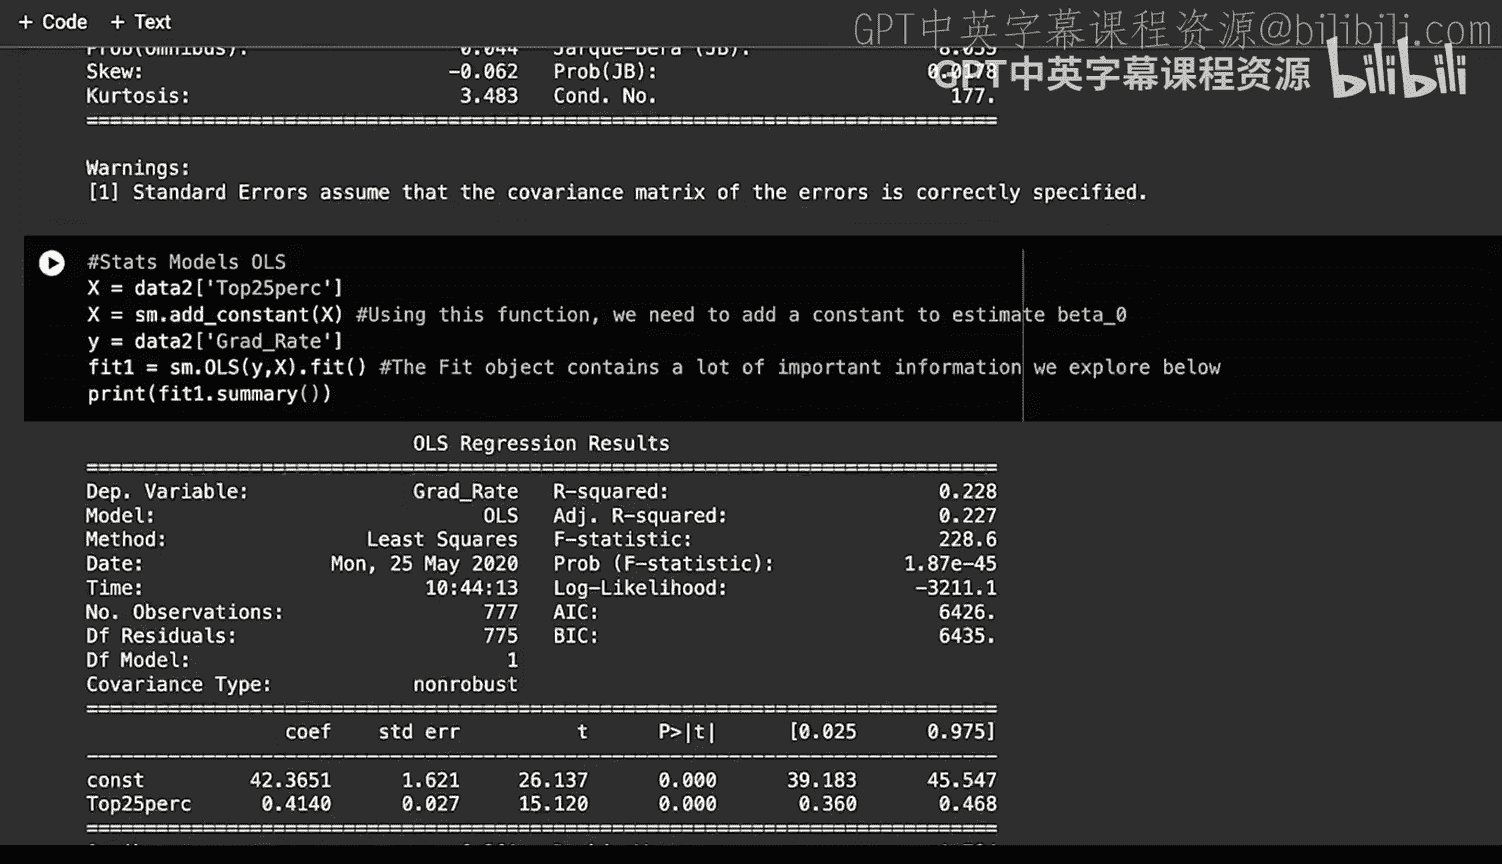 + Code + Text
GPT中英字幕课程资源@bilibili.com
GPT中英字幕课程资源 bilibili
Prob(Omnibus): 0.044 Jarque-Bera (JB):
Skew: -0.062 Prob(JB): 0.0178
Kurtosis: 3.483 Cond. No. 177.
Warnings:
[1] Standard Errors assume that the covariance matrix of the errors is correctly specified.
#Stats Models OLS
X = data2['Top25perc']
X = sm.add_constant(X) #Using this function, we need to add a constant to estimate beta_0
y = data2['Grad_Rate']
fit1 = sm.OLS(y,X).fit() #The Fit object contains a lot of important information we explore below
print(fit1.summary())
OLS Regression Results
Dep. Variable: Grad_Rate R-squared: 0.228
Model: OLS Adj. R-squared: 0.227
Method: Least Squares F-statistic: 228.6
Date: Mon, 25 May 2020 Prob (F-statistic): 1.87e-45
Time: 10:44:13 Log-Likelihood: -3211.1
No. Observations: 777 AIC: 6426.
Df Residuals: 775 BIC: 6435.
Df Model: 1
Covariance Type: nonrobust
coef std err t P>|t| [0.025 0.975]
const 42.3651 1.621 26.137 0.000 39.183 45.547
Top25perc 0.4140 0.027 15.120 0.000 0.360 0.468